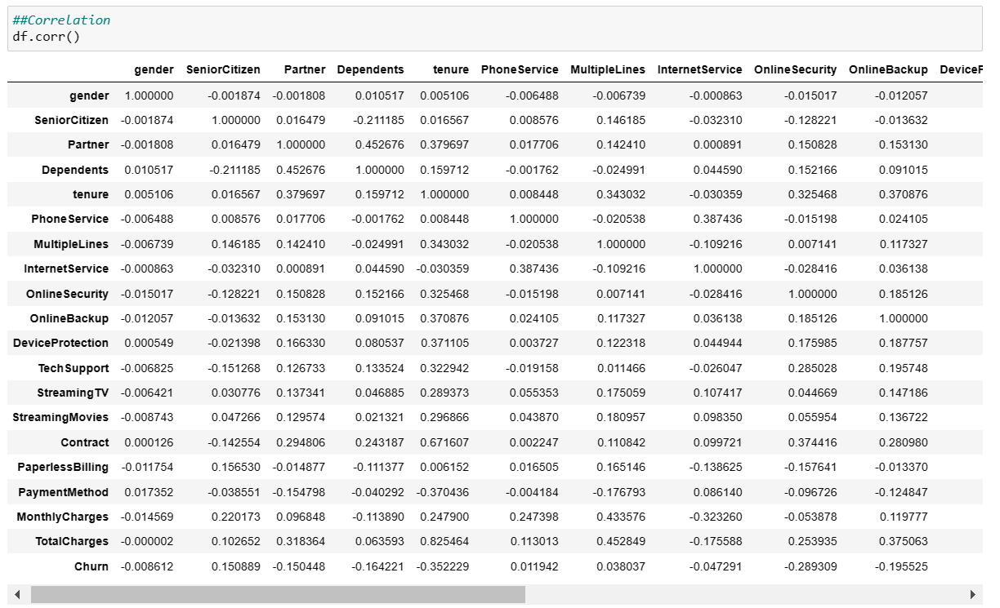 ##Correlation
df.corr()
gender SeniorCitizen Partner Dependents tenure PhoneService MultipleLines InternetService OnlineSecurity OnlineBackup DeviceF
gender 1.000000 -0.001874 -0.001808 0.010517 0.005106 -0.006488 -0.006739 -0.000863 -0.015017 -0.012057
SeniorCitizen -0.001874 1.000000 0.016479 -0.211185 0.016567 0.008576 0.146185 -0.032310 -0.128221 -0.013632
Partner -0.001808 0.016479 1.000000 0.452676 0.379697 0.017706 0.142410 0.000891 0.150828 0.153130
Dependents 0.010517 -0.211185 0.452676 1.000000 0.159712 -0.001762 -0.024991 0.044590 0.152166 0.091015
tenure 0.005106 0.016567 0.379697 0.159712 1.000000 0.008448 0.343032 -0.030359 0.325468 0.370876
PhoneService -0.006488 0.008576 0.017706 -0.001762 0.008448 1.000000 -0.020538 0.387436 -0.015198 0.024105
MultipleLines -0.006739 0.146185 0.142410 -0.024991 0.343032 -0.020538 1.000000 -0.109216 0.007141 0.117327
InternetService -0.000863 -0.032310 0.000891 0.044590 -0.030359 0.387436 -0.109216 1.000000 -0.028416 0.036138
OnlineSecurity -0.015017 -0.128221 0.150828 0.152166 0.325468 -0.015198 0.007141 -0.028416 1.000000 0.185126
OnlineBackup -0.012057 -0.013632 0.153130 0.091015 0.370876 0.024105 0.117327 0.036138 0.185126 1.000000
DeviceProtection 0.000549 -0.021398 0.166330 0.080537 0.371105 0.003727 0.122318 0.044944 0.175985 0.187757
TechSupport -0.006825 -0.151268 0.126733 0.133524 0.322942 -0.019158 0.011466 -0.026047 0.285028 0.195748
StreamingTV -0.006421 0.030776 0.137341 0.046885 0.289373 0.055353 0.175059 0.107417 0.044669 0.147186
StreamingMovies -0.008743 0.047266 0.129574 0.021321 0.296866 0.043870 0.180957 0.098350 0.055954 0.136722
Contract 0.000126 -0.142554 0.294806 0.243187 0.671607 0.002247 0.110842 0.099721 0.374416 0.280980
PaperlessBilling -0.011754 0.156530 -0.014877 -0.111377 0.006152 0.016505 0.165146 -0.138625 -0.157641 -0.013370
PaymentMethod 0.017352 -0.038551 -0.154798 -0.040292 -0.370436 -0.004184 -0.176793 0.086140 -0.096726 -0.124847
MonthlyCharges -0.014569 0.220173 0.096848 -0.113890 0.247900 0.247398 0.433576 -0.323260 -0.053878 0.119777
TotalCharges -0.000002 0.102652 0.318364 0.063593 0.825464 0.113013 0.452849 -0.175588 0.253935 0.375063
Churn -0.008612 0.150889 -0.150448 -0.164221 -0.352229 0.011942 0.038037 -0.047291 -0.289309 -0.195525